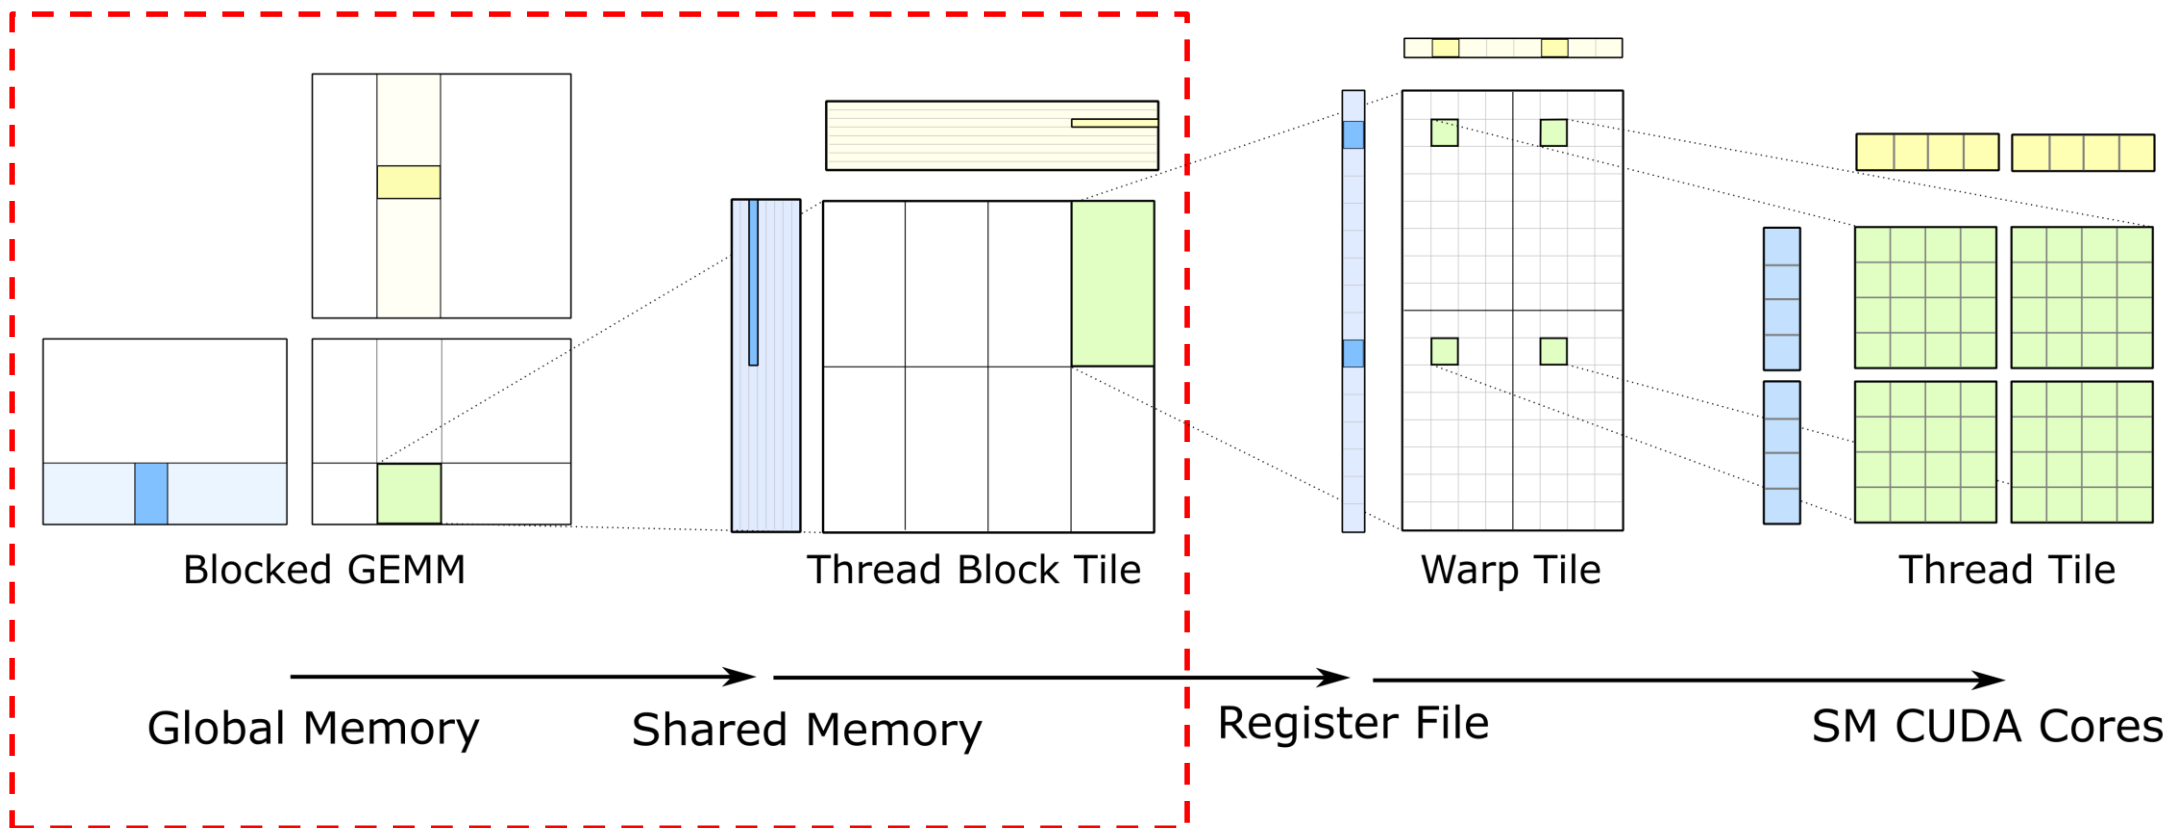 Blocked GEMM
Thread Block Tile
Warp Tile
Thread Tile
Global Memory
Shared Memory
Register File
SM CUDA Cores